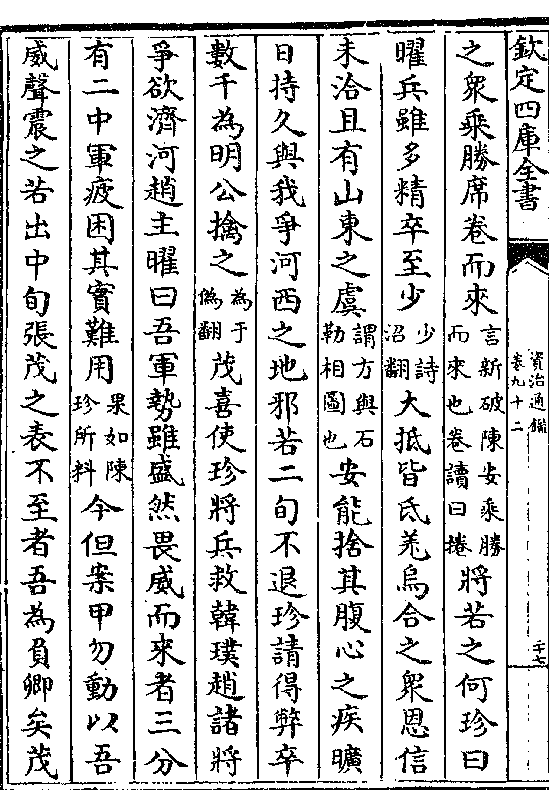 欽定四庫全書
資治通鑑
卷九十二
二十七
之衆乘勝席卷而來言新破陳安乘勝而來也卷讀曰捲將若之何珍曰
曜兵雖多精卒至少少詩沼翻大抵皆氐羌烏合之衆恩信
未洽且有山東之虞謂方與石勒相圖也安能捨其腹心之疾曠
日持久與我爭河西之地邪若二旬不退珍請得弊卒
數千為明公擒之為于偽翻茂喜使珍將兵救韓璞趙諸將
爭欲濟河趙主曜曰吾軍勢雖盛然畏威而來者三分
有二中軍疲困其實難用果如陳珍所料今但案甲勿動以吾
威聲震之若出中旬張茂之表不至者吾為負卿矣茂